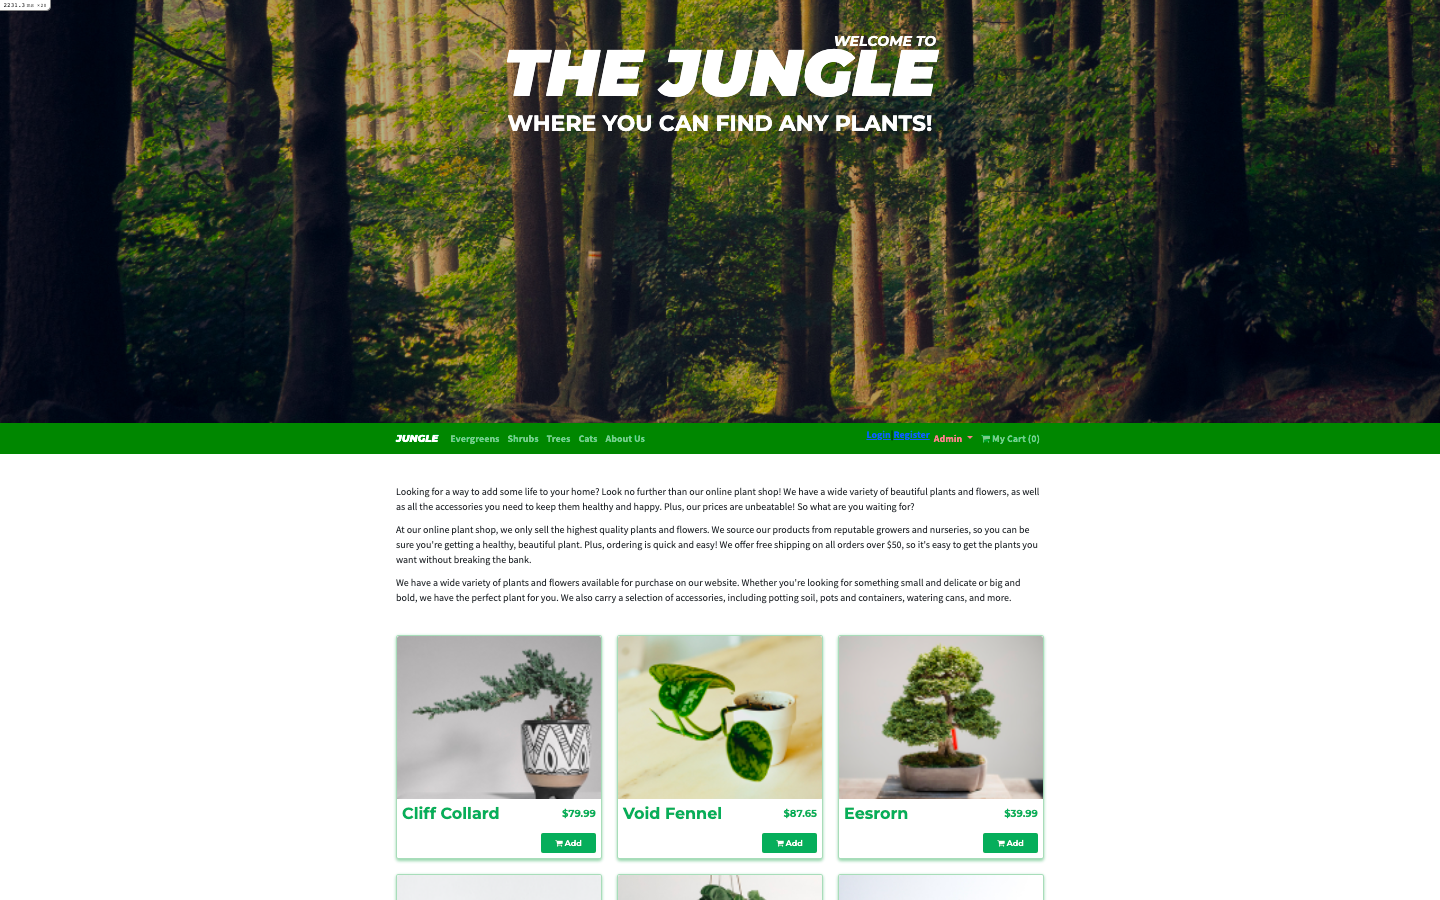 2231.3 ms ×20
WELCOME TO
THE JUNGLE
WHERE YOU CAN FIND ANY PLANTS!
JUNGLE Evergreens Shrubs Trees Cats About Us Login Register Admin My Cart (0)
Looking for a way to add some life to your home? Look no further than our online plant shop! We have a wide variety of beautiful plants and flowers, as well
as all the accessories you need to keep them healthy and happy. Plus, our prices are unbeatable! So what are you waiting for?
At our online plant shop, we only sell the highest quality plants and flowers. We source our products from reputable growers and nurseries, so you can be
sure you're getting a healthy, beautiful plant. Plus, ordering is quick and easy! We offer free shipping on all orders over $50, so it's easy to get the plants you
want without breaking the bank.
We have a wide variety of plants and flowers available for purchase on our website. Whether you're looking for something small and delicate or big and
bold, we have the perfect plant for you. We also carry a selection of accessories, including potting soil, pots and containers, watering cans, and more.
Cliff Collard $79.99
Add
Void Fennel $87.65
Add
Eesrorn $39.99
Add